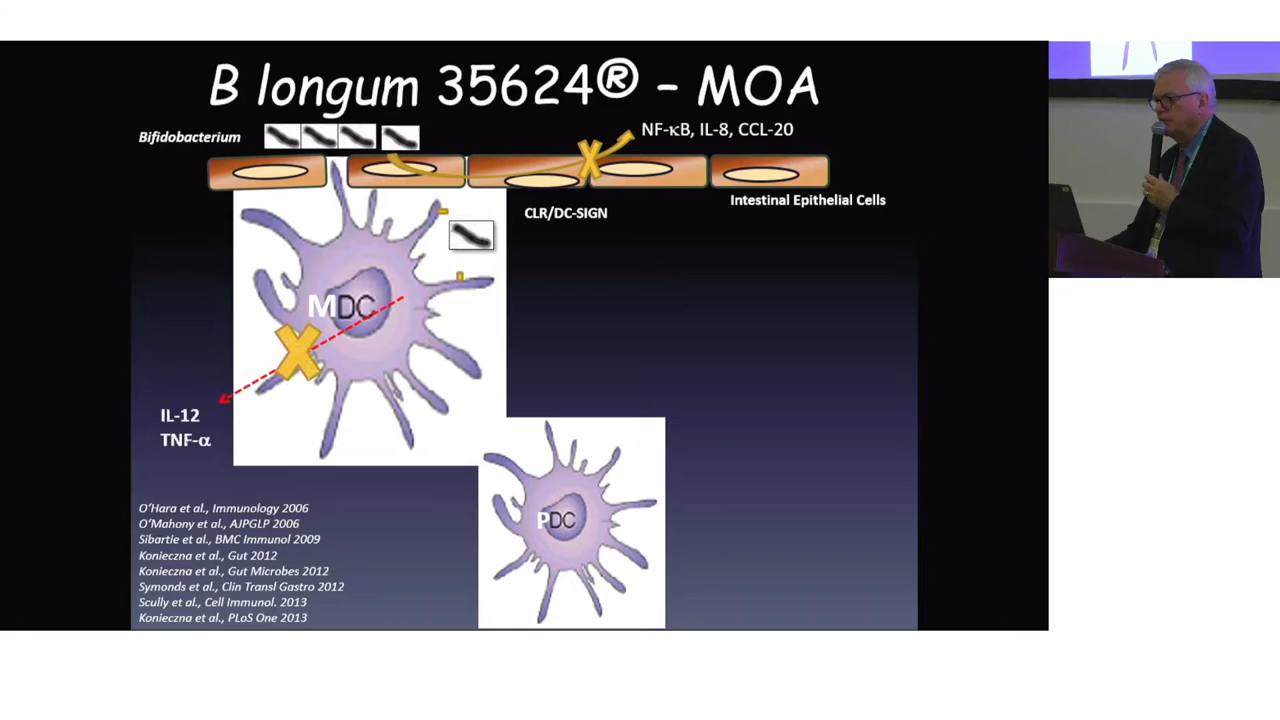 B longum 35624® – MOA
Bifidobacterium
NF-κB, IL-8, CCL-20
Intestinal Epithelial Cells
CLR/DC-SIGN
MDC
IL-12
TNF-α
PDC
O'Hara et al., Immunology 2006
O'Mahony et al., AJPGLP 2006
Sibartie et al., BMC Immunol 2009
Konieczna et al., Gut 2012
Konieczna et al., Gut Microbes 2012
Symonds et al., Clin Transl Gastro 2012
Scully et al., Cell Immunol. 2013
Konieczna et al., PLoS One 2013